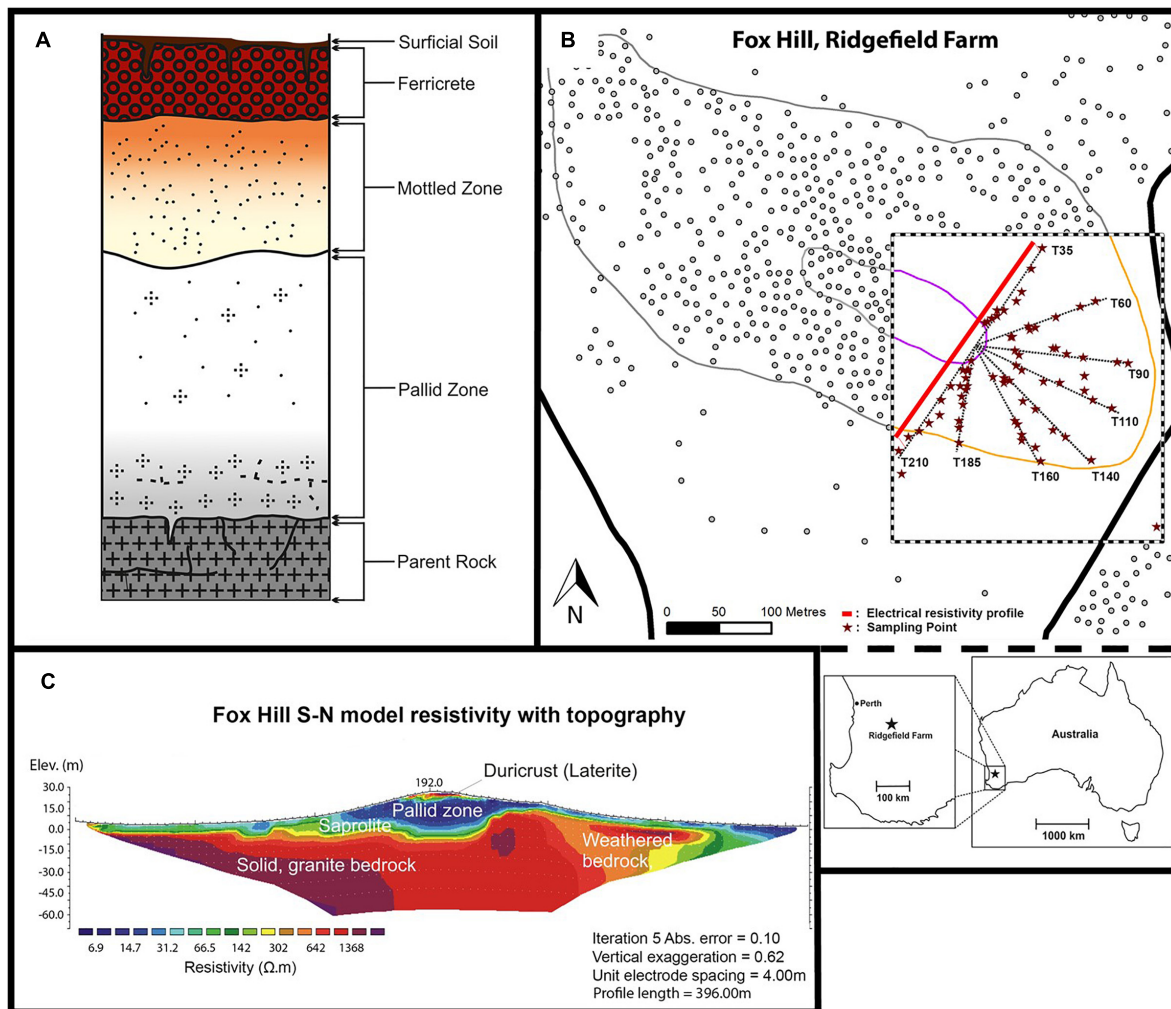 A
Surficial Soil
Ferricrete
Mottled Zone
Pallid Zone
Parent Rock
B
Fox Hill, Ridgefield Farm
T35
T60
T90
T110
T140
T160
T185
T210
N
0 50 100 Metres
: Electrical resistivity profile
: Sampling Point
Perth
Ridgefield Farm
100 km
Australia
1000 km
C
Fox Hill S-N model resistivity with topography
Elev. (m)
30.0
15.0
0.0
-15.0
-30.0
-45.0
-60.0
192.0
Duricrust (Laterite)
Pallid zone
Saprolite
Weathered
bedrock
Solid, granite bedrock
6.9 14.7 31.2 66.5 142 302 642 1368
Resistivity (Ω.m)
Iteration 5 Abs. error = 0.10
Vertical exaggeration = 0.62
Unit electrode spacing = 4.00m
Profile length = 396.00m